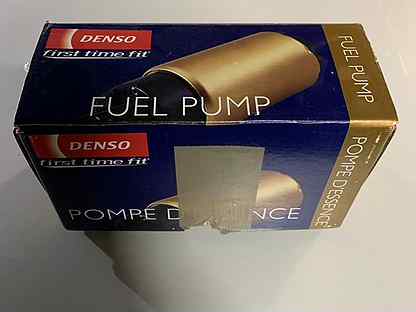 DENSO
first time fit
FUEL PUMP
FUEL PUMP
DENSO
first time fit
POMPE D'ESSENCE
POMPE D'ESSENCE